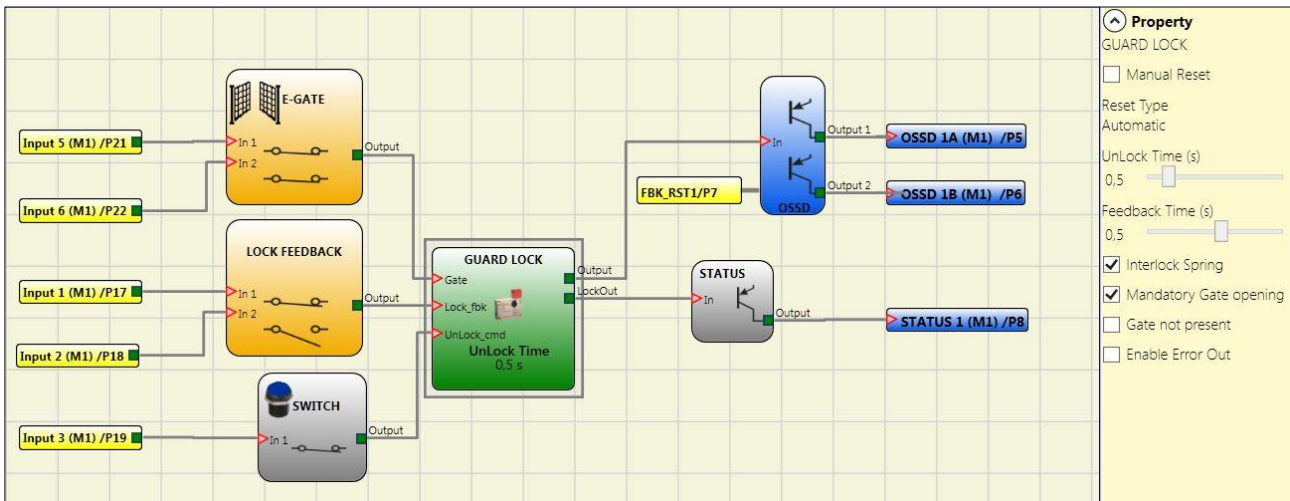 E-GATE
Input 5 (M1) /P21
In 1
In 2
Output
Input 6 (M1) /P22
LOCK FEEDBACK
Input 1 (M1) /P17
In 1
In 2
Output
Input 2 (M1) /P18
SWITCH
Input 3 (M1) /P19
In 1
Output
GUARD LOCK
Gate
Lock_fbk
UnLock_cmd
Output
LockOut
UnLock Time
0,5 s
FBK_RST1/P7
In
Output 1
Output 2
OSSD
OSSD 1A (M1) /P5
OSSD 1B (M1) /P6
STATUS
In
Output
STATUS 1 (M1) /P8
Property
GUARD LOCK
Manual Reset
Reset Type
Automatic
UnLock Time (s)
0,5
Feedback Time (s)
0,5
Interlock Spring
Mandatory Gate opening
Gate not present
Enable Error Out